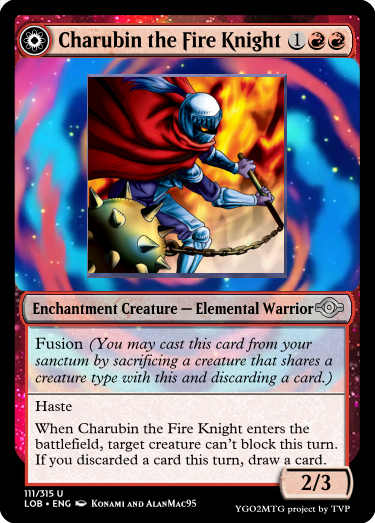 Charubin the Fire Knight 1
Enchantment Creature — Elemental Warrior
Fusion (You may cast this card from your
sanctum by sacrificing a creature that shares a
creature type with this and discarding a card.)
Haste
When Charubin the Fire Knight enters the
battlefield, target creature can't block this turn.
If you discarded a card this turn, draw a card.
2/3
111/315 U
LOB • ENG Konami and AlanMac95
YGO2MTG project by TVP